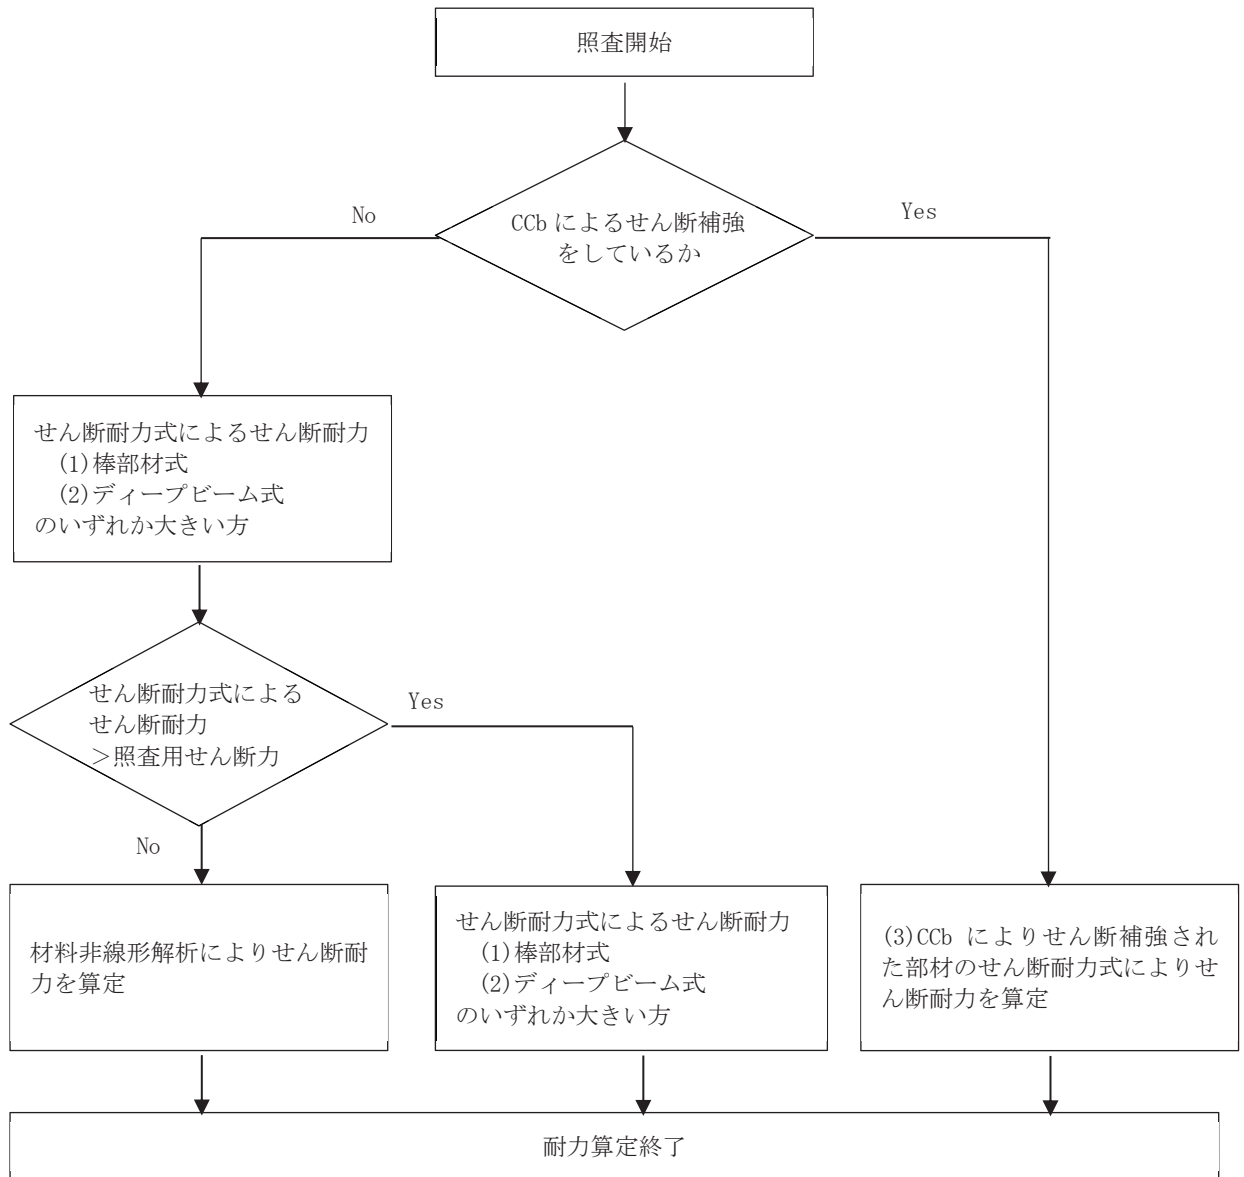 照査開始
CCb によるせん断補強
をしているか
No
Yes
せん断耐力式によるせん断耐力
(1)棒部材式
(2)ディープビーム式
のいずれか大きい方
せん断耐力式による
せん断耐力
＞照査用せん断力
Yes
No
材料非線形解析によりせん断耐
力を算定
せん断耐力式によるせん断耐力
(1)棒部材式
(2)ディープビーム式
のいずれか大きい方
(3)CCb によりせん断補強され
た部材のせん断耐力式によりせ
ん断耐力を算定
耐力算定終了